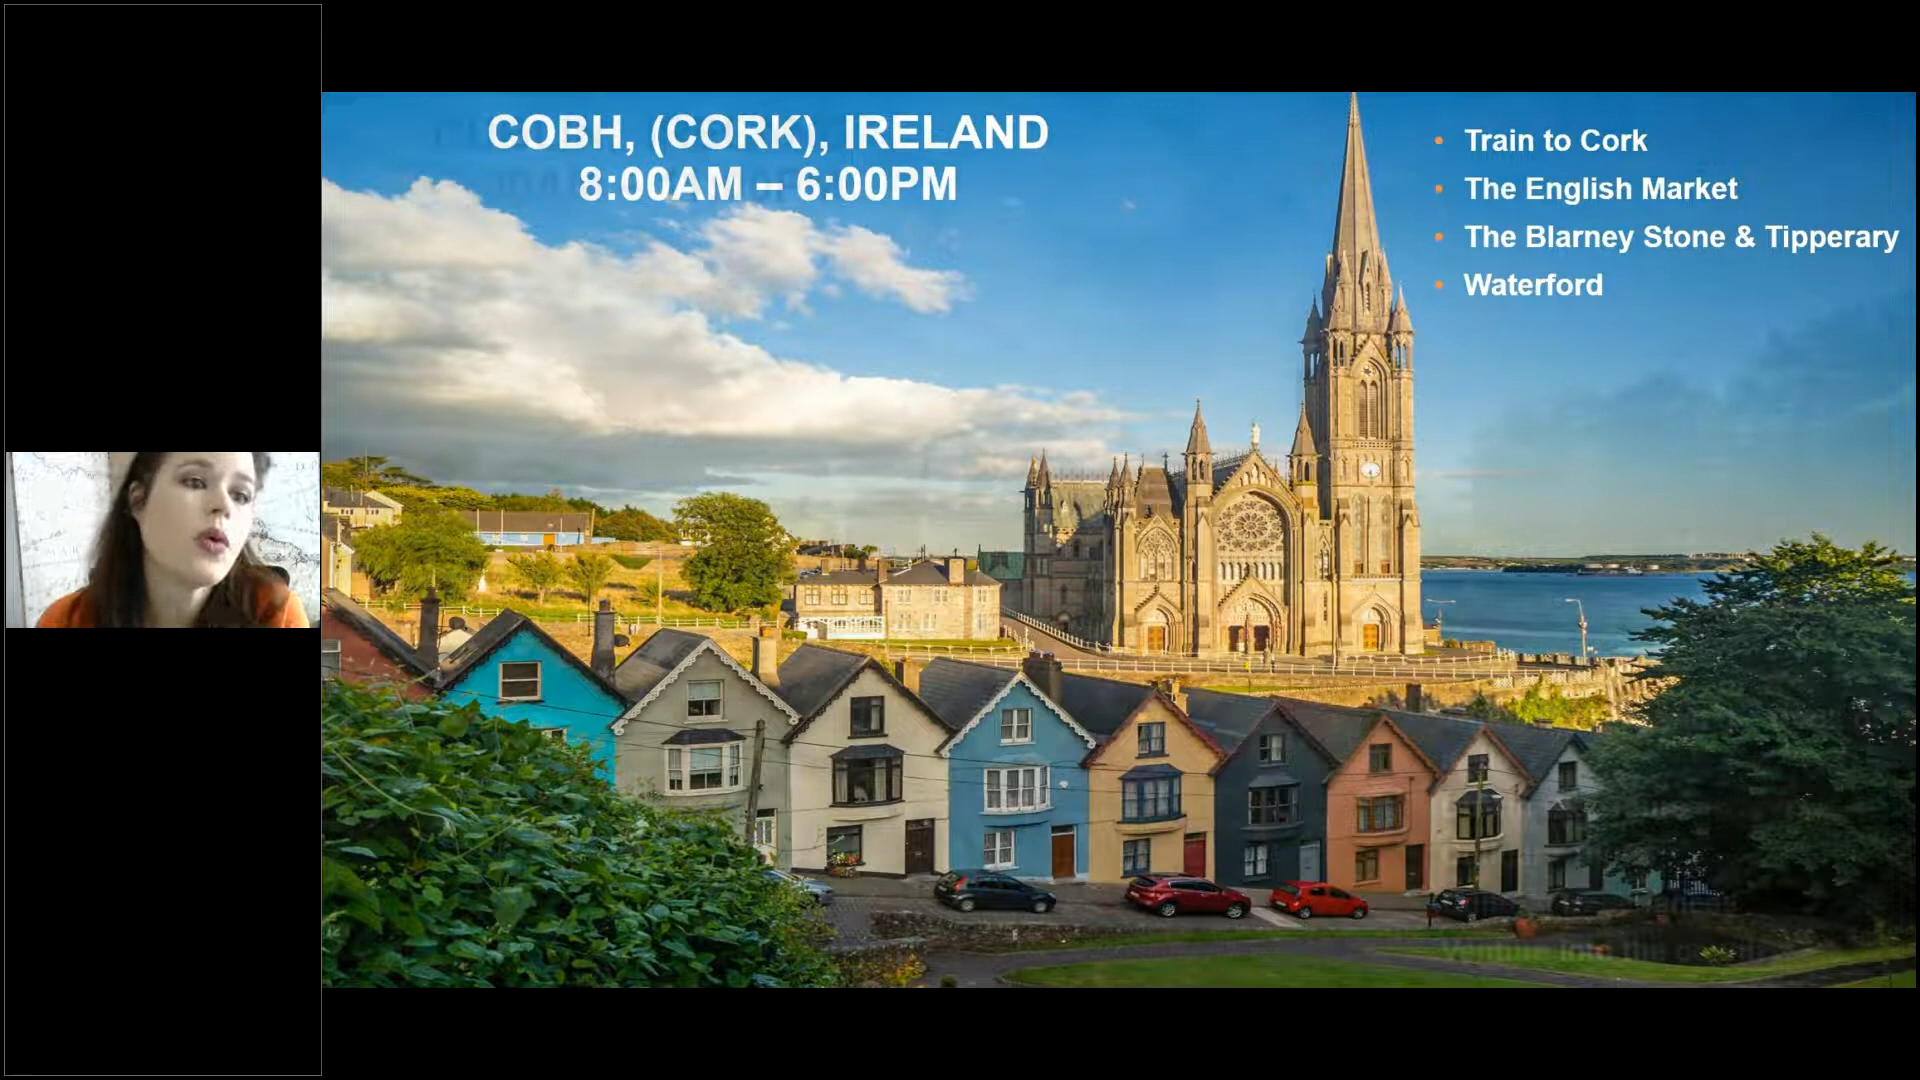 COBH, (CORK), IRELAND
8:00AM – 6:00PM
• Train to Cork
• The English Market
• The Blarney Stone & Tipperary
• Waterford